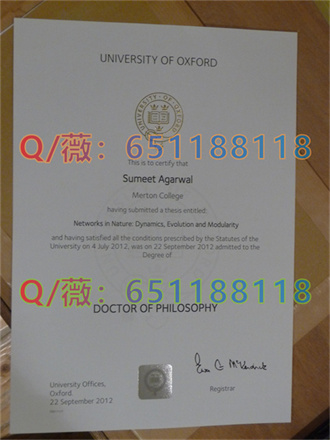 UNIVERSITY OF OXFORD
Q/薇：651188118
This is to certify that
Sumeet Agarwal
Merton College
having submitted a thesis entitled:
Networks in Nature: Dynamics, Evolution and Modularity
and having satisfied all the conditions prescribed by the Statutes of the
University on 4 July 2012, was on 22 September 2012 admitted to the
Degree of
Q/薇：651188118
DOCTOR OF PHILOSOPHY
University Offices,
Oxford.
22 September 2012
Registrar